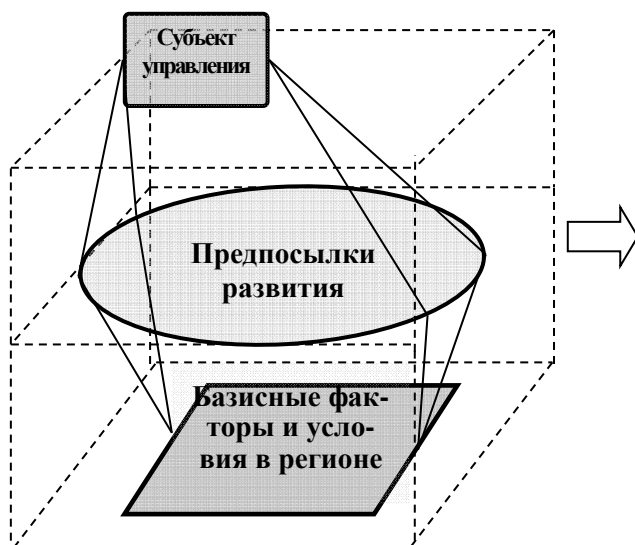 Субъект
управления
Предпосылки
развития
Базисные фак-
торы и усло-
вия в регионе